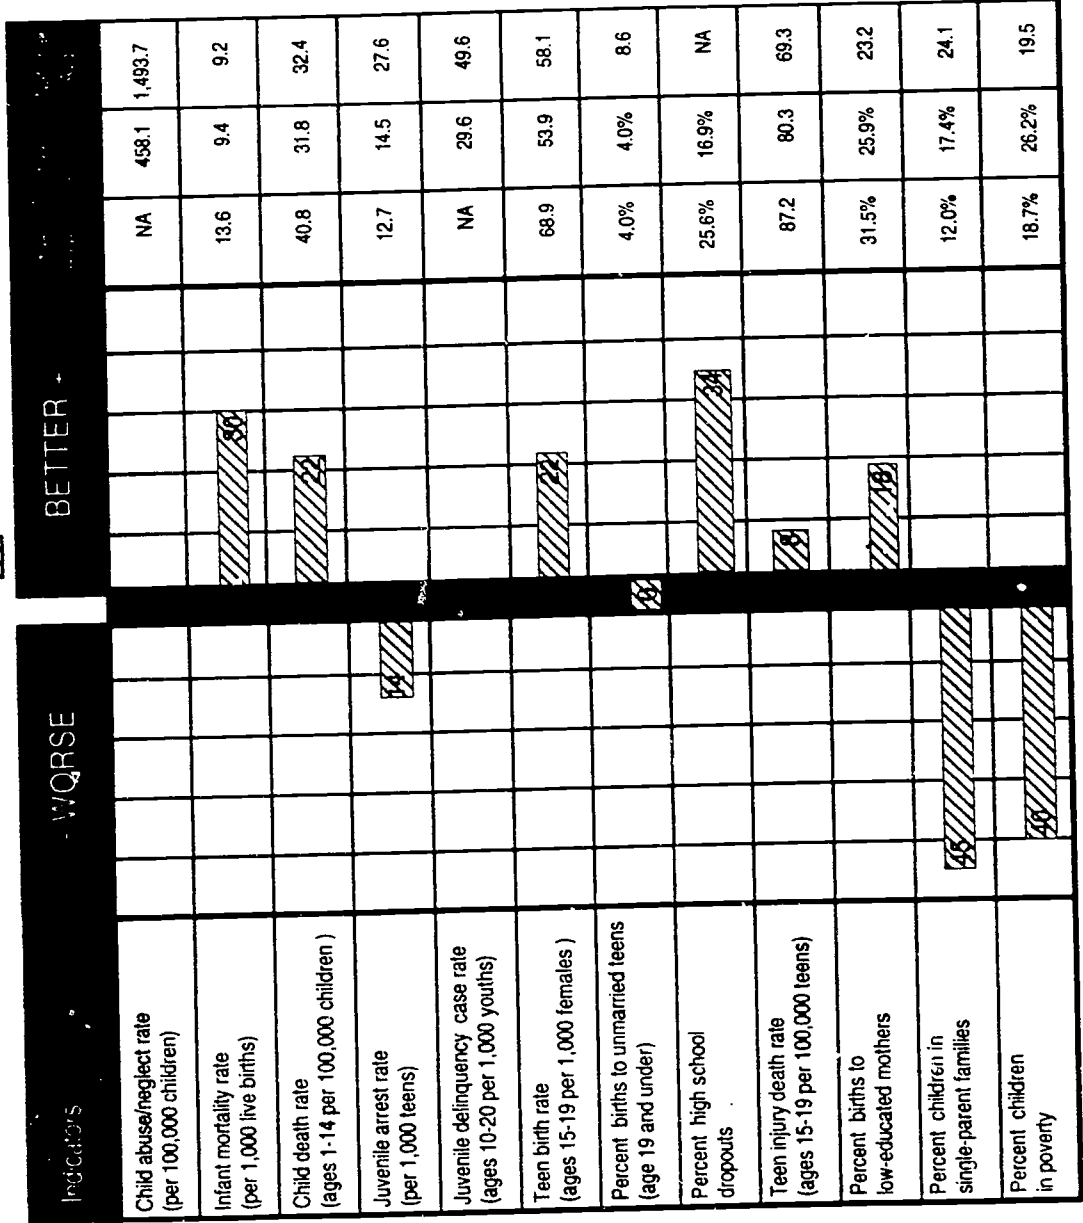 Indicators
- WORSE
BETTER +
Child abuse/neglect rate
(per 100,000 children)
NA
458.1
1,493.7
Infant mortality rate
(per 1,000 live births)
30
13.6
9.4
9.2
Child death rate
(ages 1-14 per 100,000 children )
22
40.8
31.8
32.4
Juvenile arrest rate
(per 1,000 teens)
14
12.7
14.5
27.6
Juvenile delinquency case rate
(ages 10-20 per 1,000 youths)
NA
29.6
49.6
Teen birth rate
(ages 15-19 per 1,000 females )
22
68.9
53.9
58.1
Percent births to unmarried teens
(age 19 and under)
0
4.0%
4.0%
8.6
Percent high school
dropouts
34
25.6%
16.9%
NA
Teen injury death rate
(ages 15-19 per 100,000 teens)
8
87.2
80.3
69.3
Percent births to
low-educated mothers
18
31.5%
25.9%
23.2
Percent children in
single-parent families
45
12.0%
17.4%
24.1
Percent children
in poverty
40
18.7%
26.2%
19.5